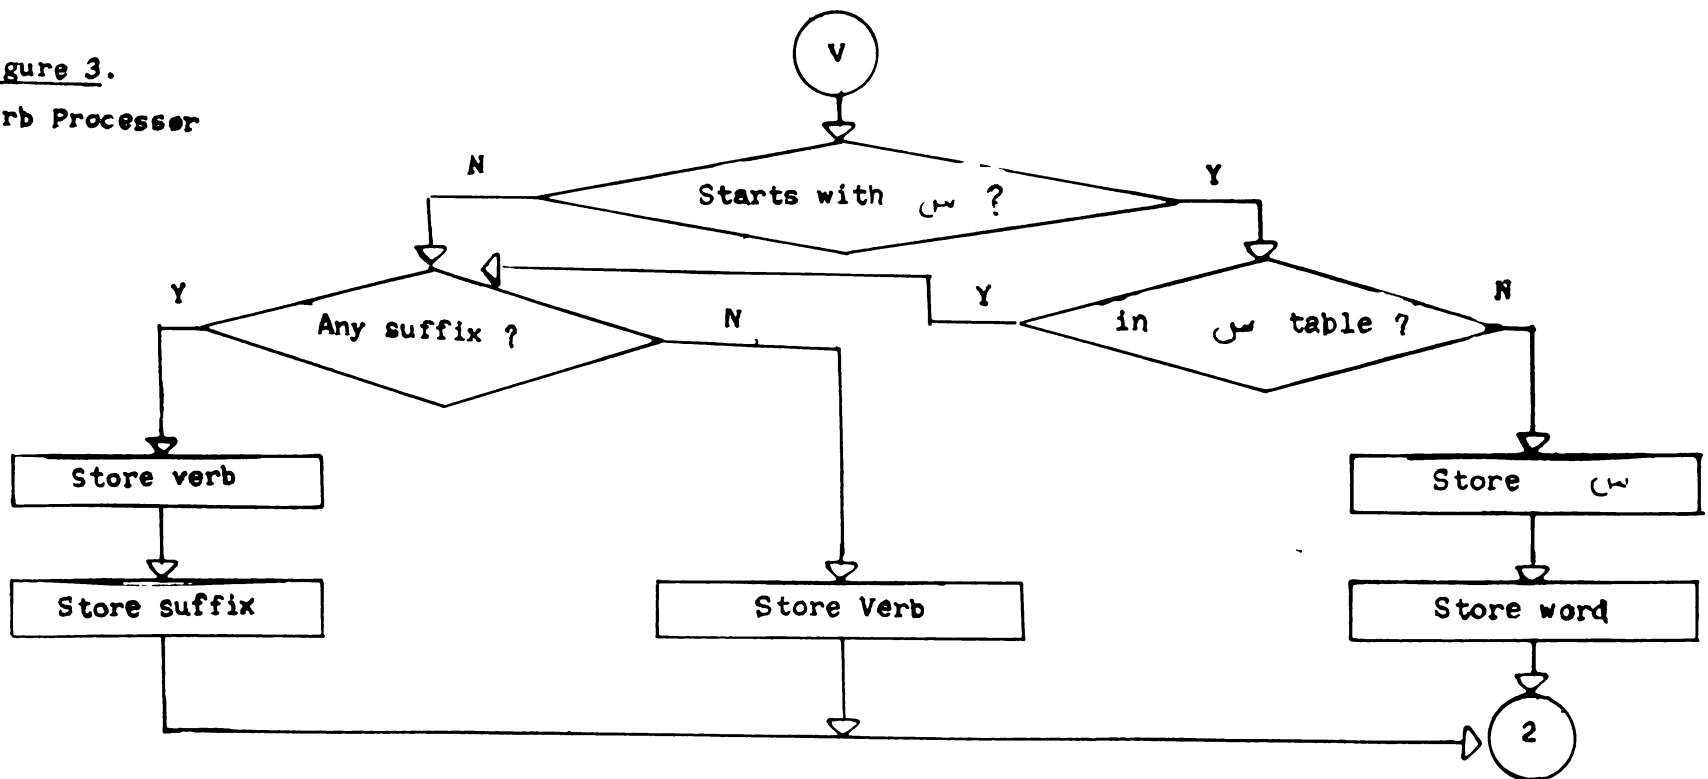 V
gure 3.
rb Processor
N
Y
Starts with س ?
Y
Any suffix ?
N
Y
in س table ?
N
Store verb
Store س
Store suffix
Store Verb
Store word
2